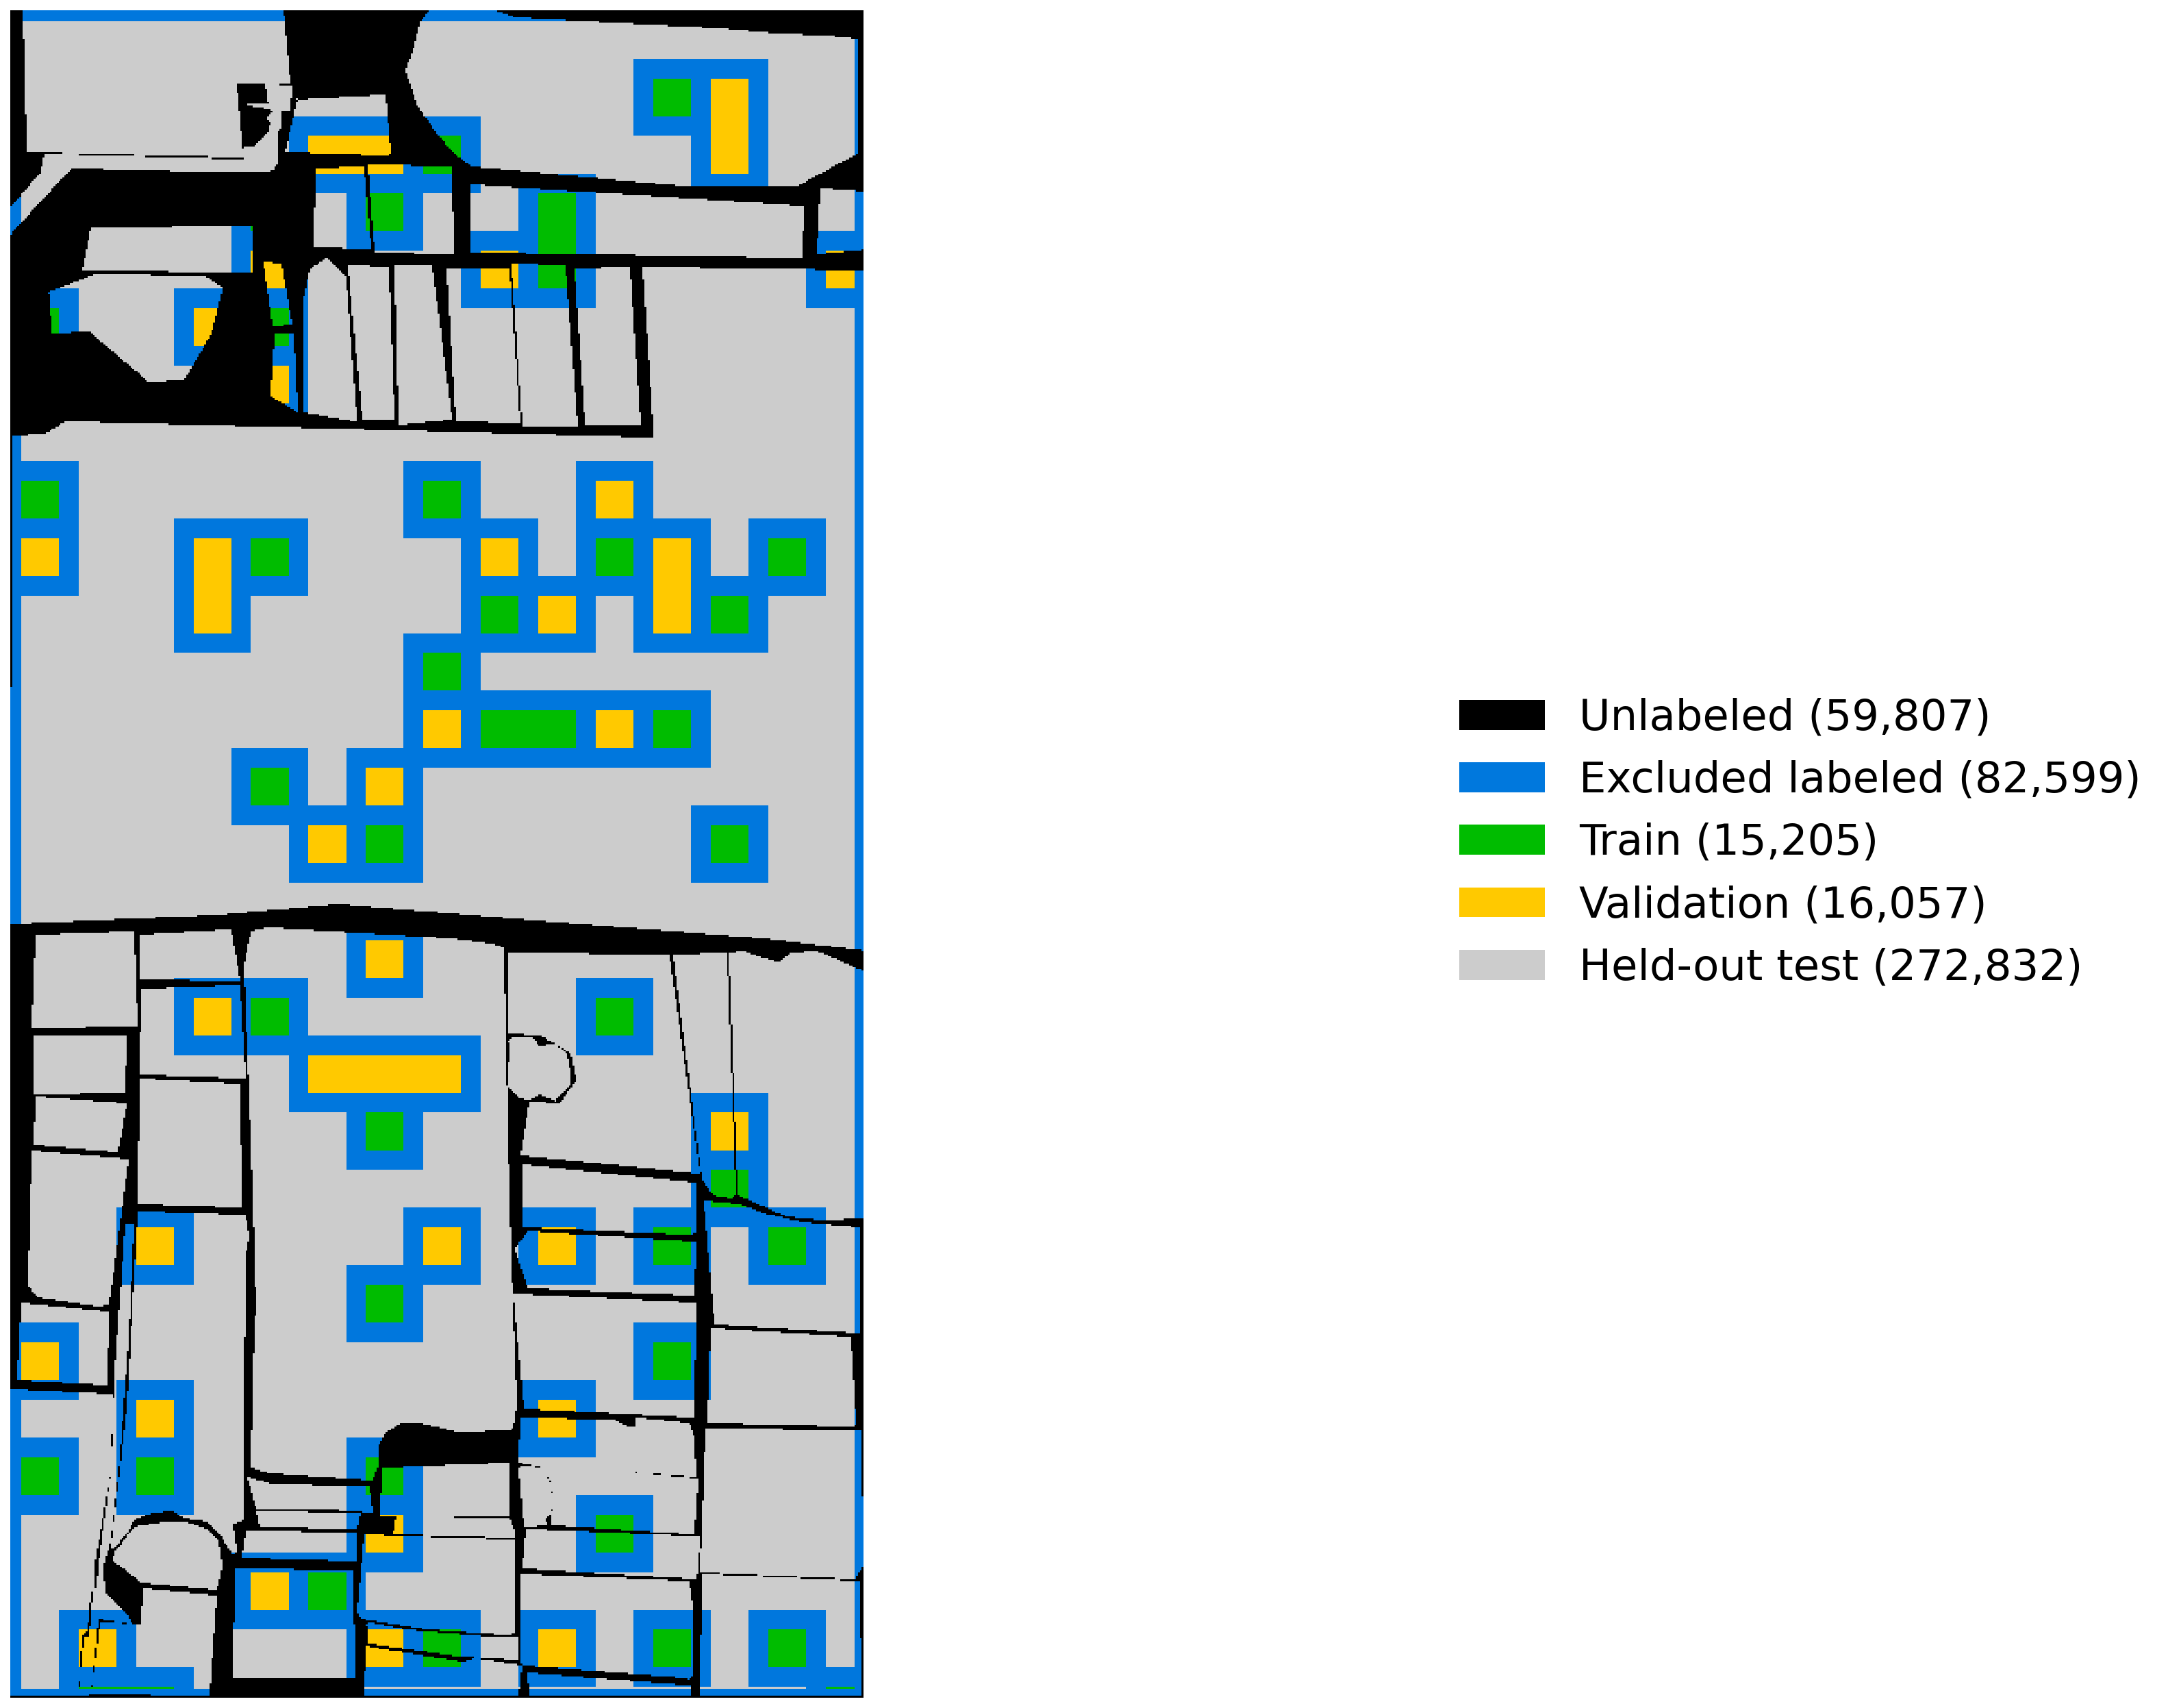 Unlabeled (59,807)
Excluded labeled (82,599)
Train (15,205)
Validation (16,057)
Held-out test (272,832)